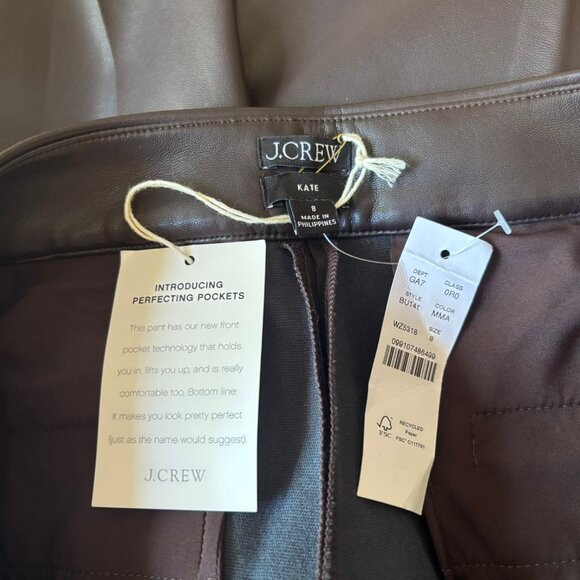 J.CREW
KATE
8
MADE IN
PHILIPPINES
INTRODUCING
PERFECTING POCKETS
This pant has our new front
pocket technology that holds
you in, lifts you up, and is really
comfortable too. Bottom line:
It makes you look pretty perfect
(just as the name would suggest).
J.CREW
DEPT CLASS
GA7 0R0
STYLE COLOR
BU141 MMA
SIZE
WZ5318 8
099107486499
FSC
RECYCLED
Paper
FSC® C117761